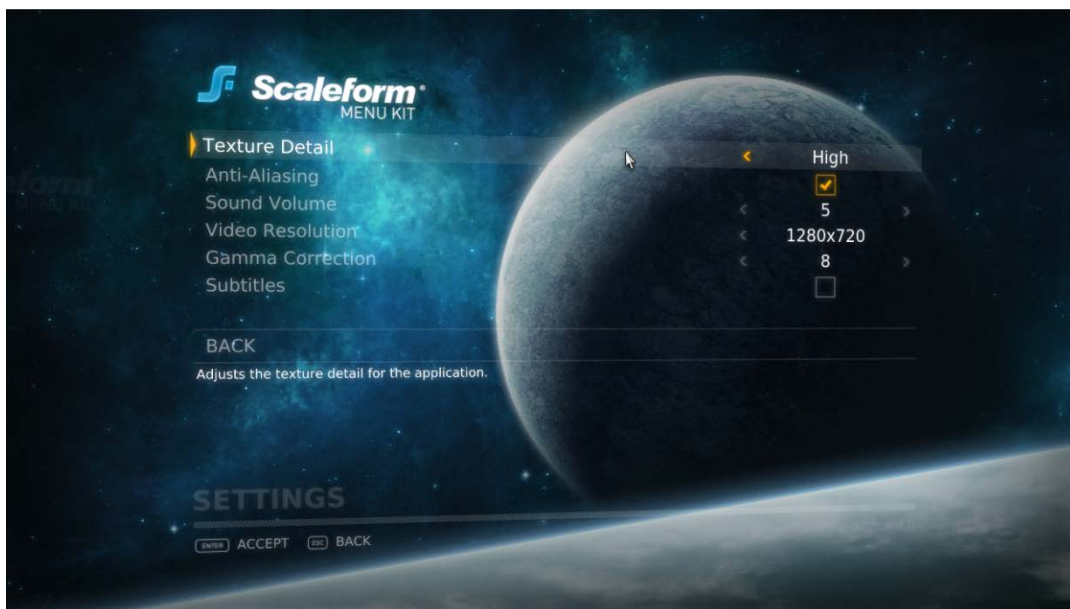 Scaleform®
MENU KIT
Texture Detail < High
Anti-Aliasing
Sound Volume < 5 >
Video Resolution < 1280x720
Gamma Correction < 8 >
Subtitles
BACK
Adjusts the texture detail for the application.
SETTINGS
ENTER ACCEPT ESC BACK